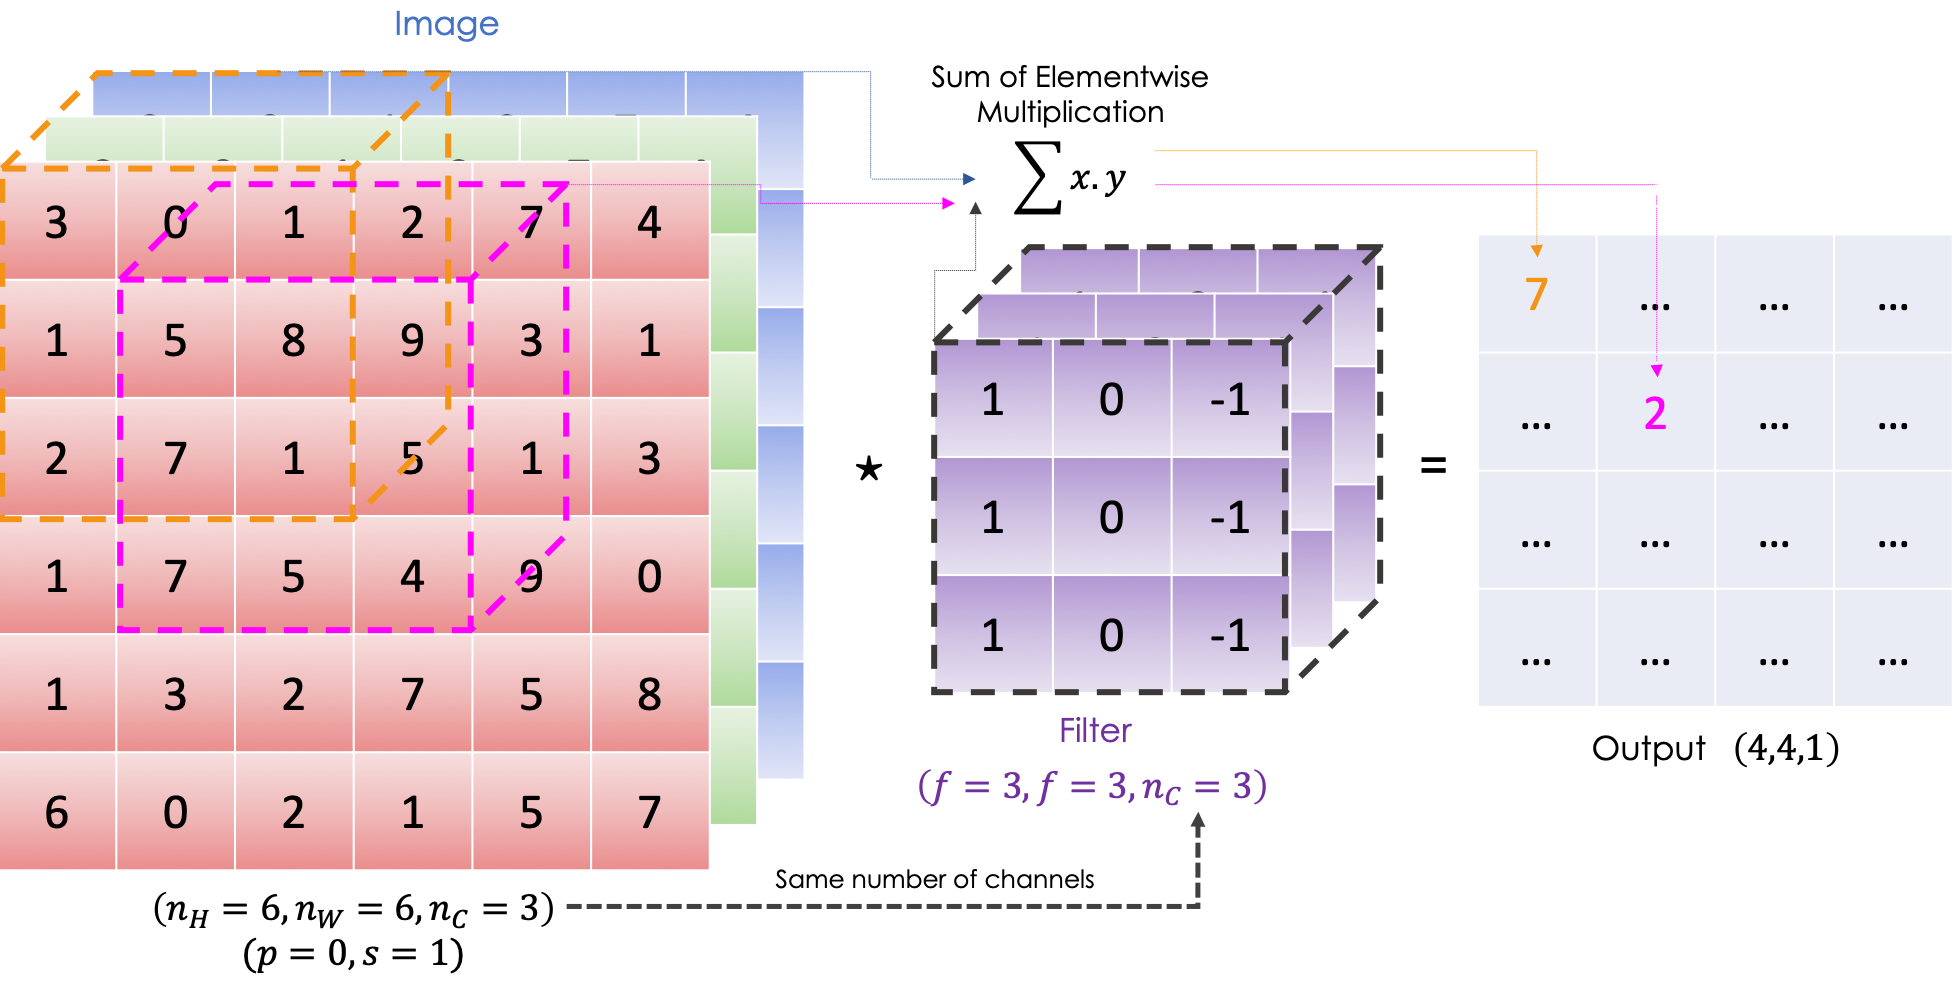 Image
Sum of Elementwise
Multiplication
∑ x.y
3 0 1 2 7 4
1 5 8 9 3 1
2 7 1 5 1 3
1 7 5 4 9 0
1 3 2 7 5 8
6 0 2 1 5 7
(n_H = 6, n_W = 6, n_C = 3)
(p = 0, s = 1)
★
1 0 -1
1 0 -1
1 0 -1
Filter
(f = 3, f = 3, n_C = 3)
Same number of channels
=
7 ... ... ...
... 2 ... ...
... ... ... ...
... ... ... ...
Output (4,4,1)